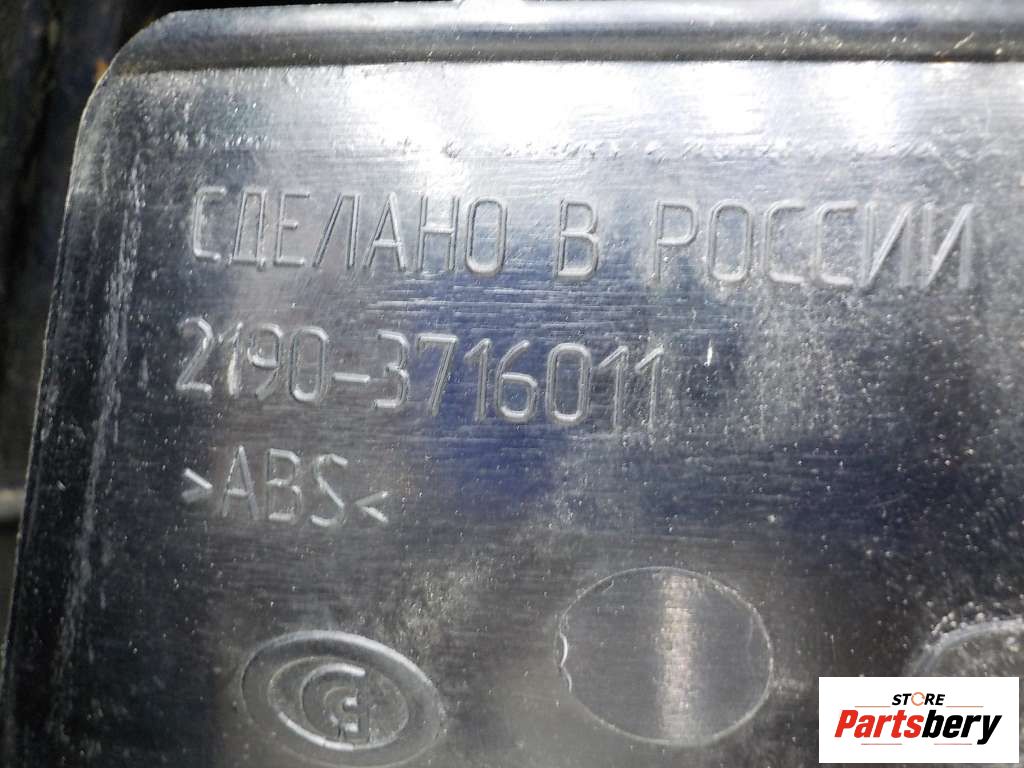 СДЕЛАНО В РОССИИ
2190-3716011
>ABS<
STORE
Partsbery